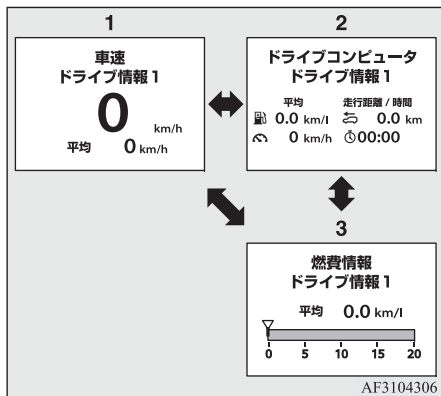 1
車速
ドライブ情報 1
0
km/h
平均 0 km/h
2
ドライブコンピュータ
ドライブ情報 1
平均 走行距離 / 時間
0.0 km/l 0.0 km
0 km/h 00:00
3
燃費情報
ドライブ情報 1
平均 0.0 km/l
0 5 10 15 20
AF3104306